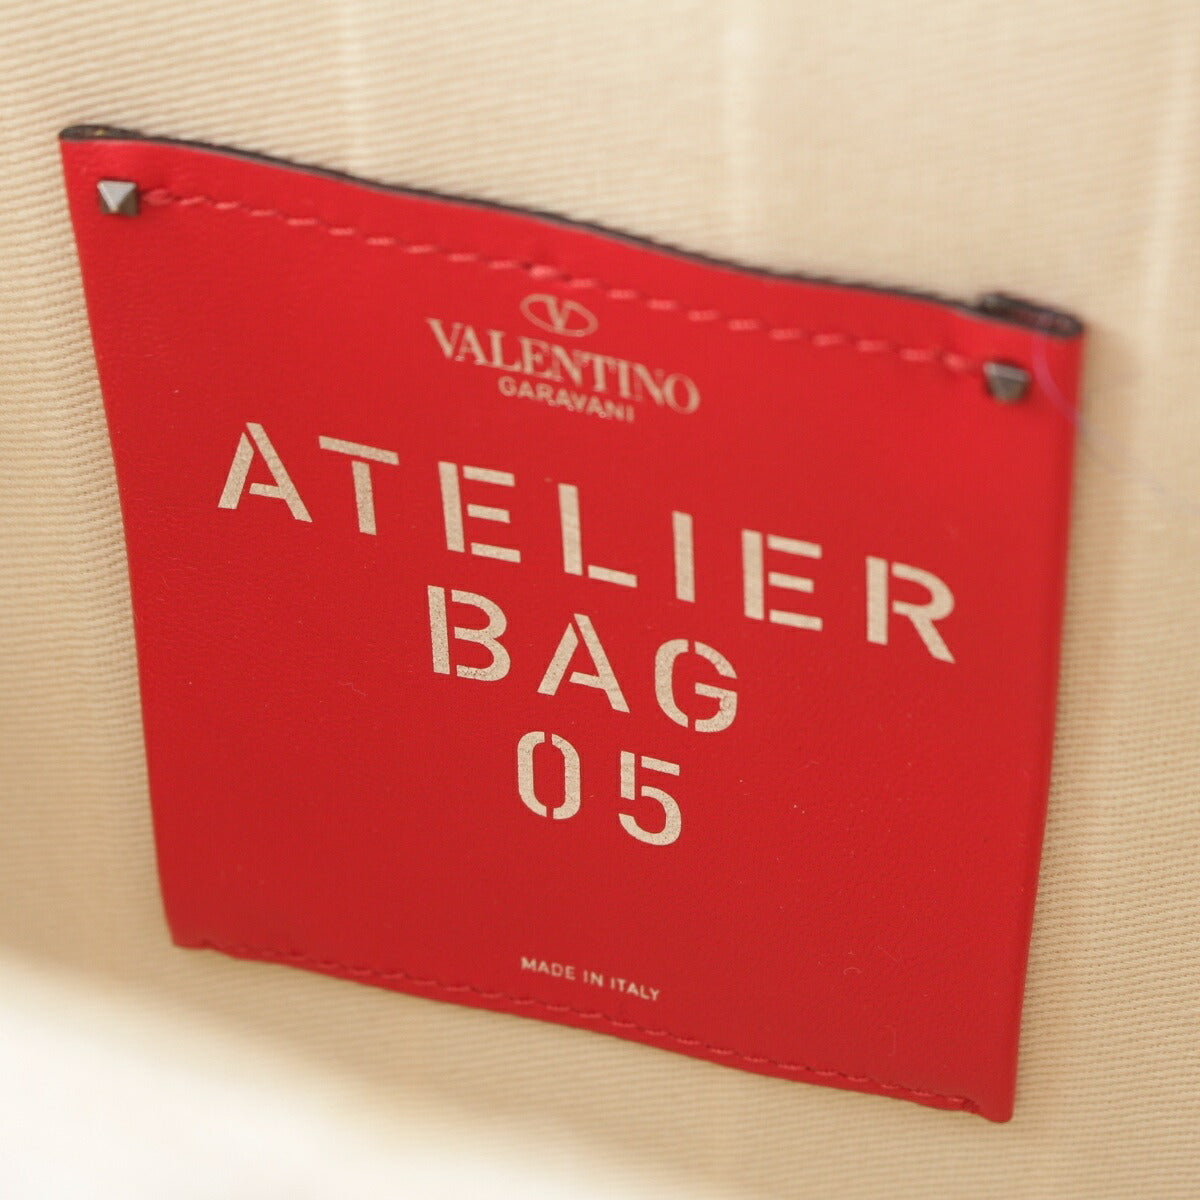 VALENTINO
GARAVANI
ATELIER
BAG
05
MADE IN ITALY